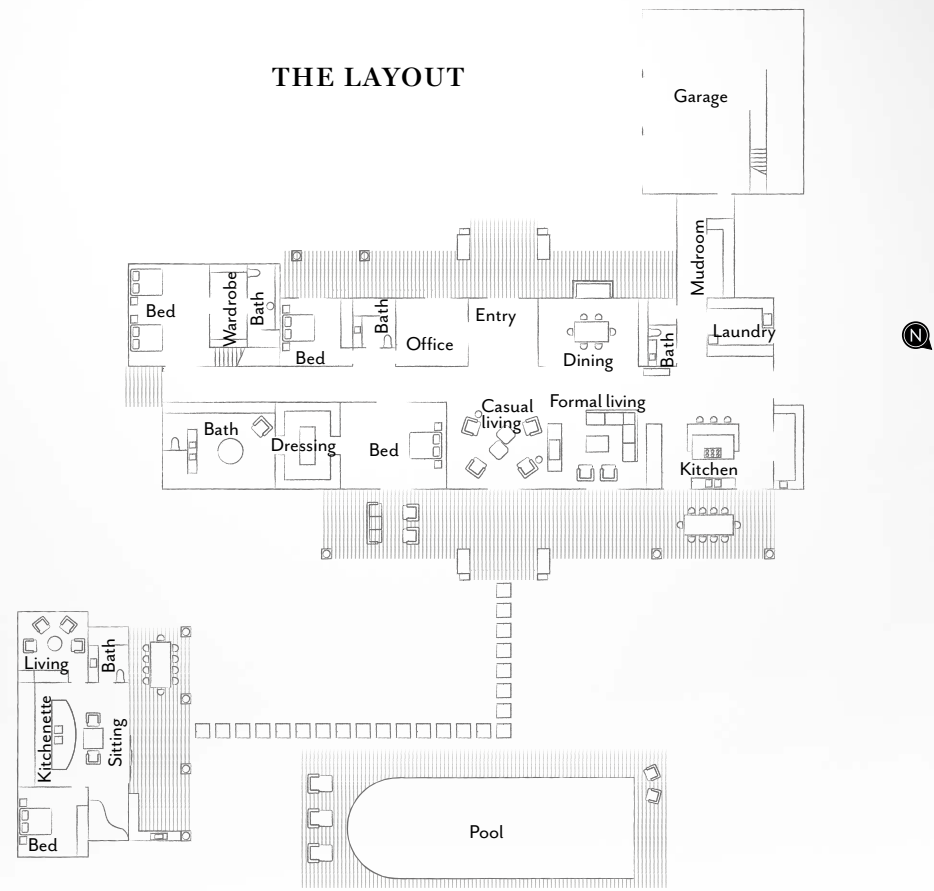 THE LAYOUT
Garage
Mudroom
Bed
Wardrobe
Bath
Bed
Bath
Office
Entry
Dining
Bath
Laundry
N
Bath
Dressing
Bed
Casual
living
Formal living
Kitchen
Living
Bath
Kitchenette
Sitting
Bed
Pool